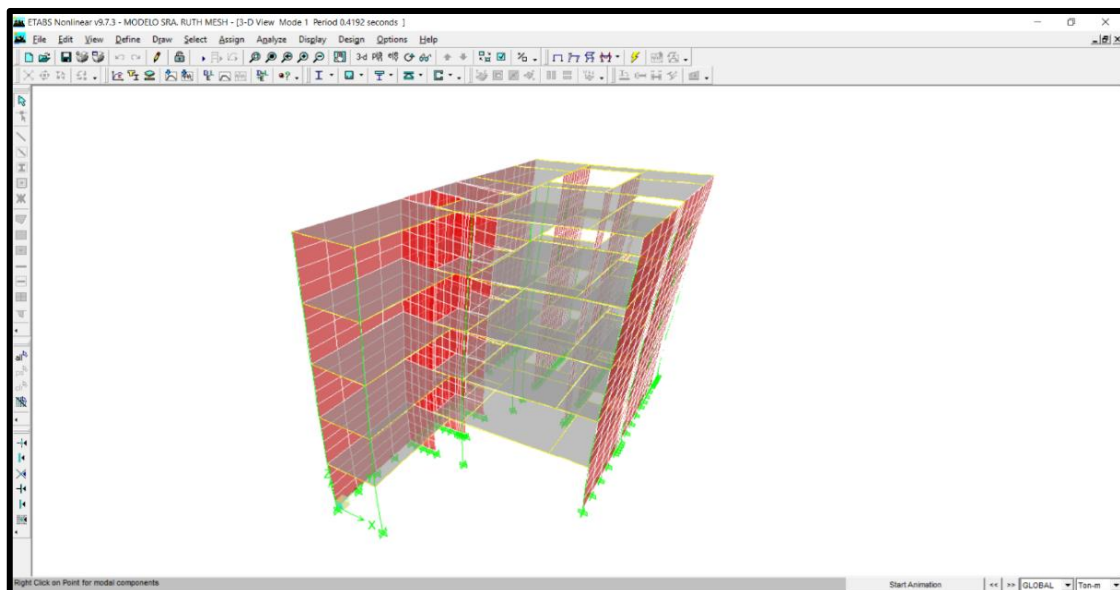 ETABS Nonlinear v9.7.3 - MODELO SRA. RUTH MESH - [3-D View Mode 1 Period 0.4192 seconds ]
File Edit View Define Draw Select Assign Analyze Display Design Options Help
3-d
all
X
Right Click on Point for modal components
Start Animation << >> GLOBAL Ton-m